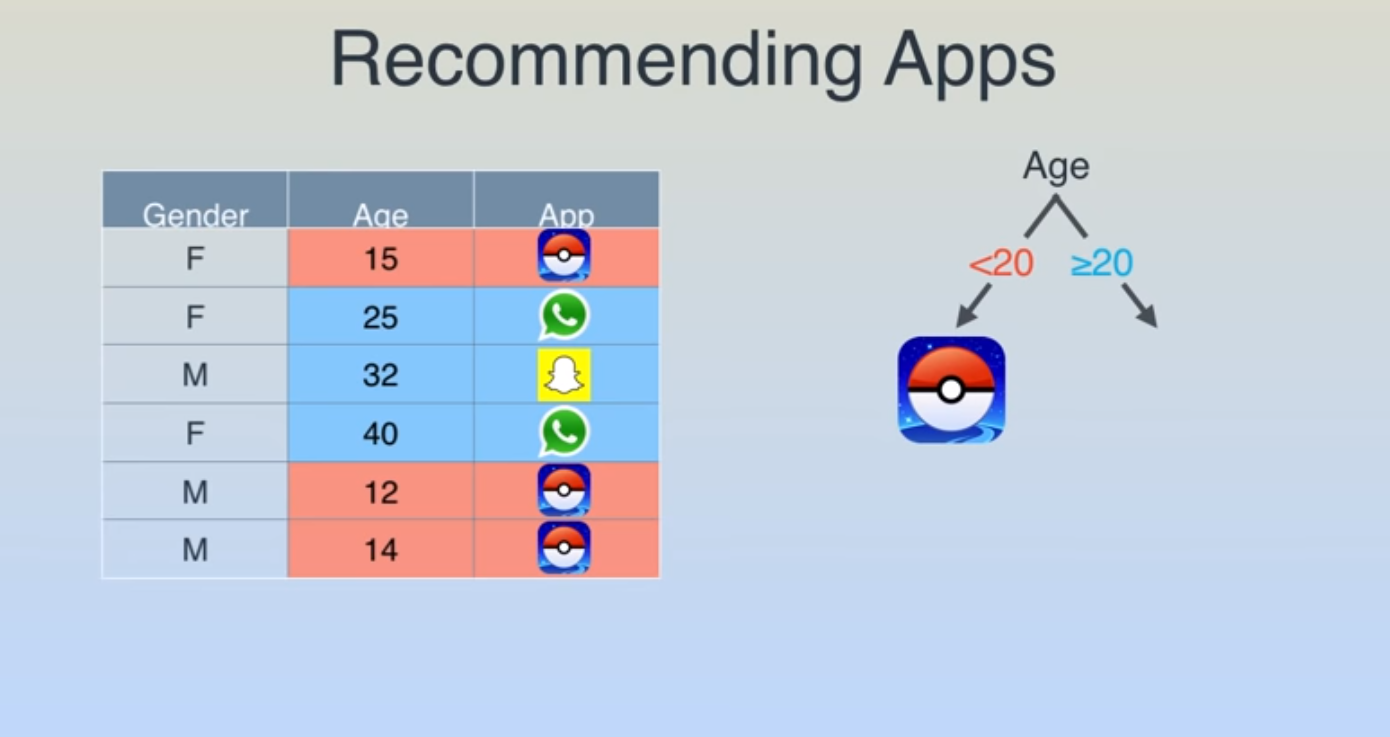 Recommending Apps
Gender Age App
F 15
F 25
M 32
F 40
M 12
M 14
Age
<20 ≥20